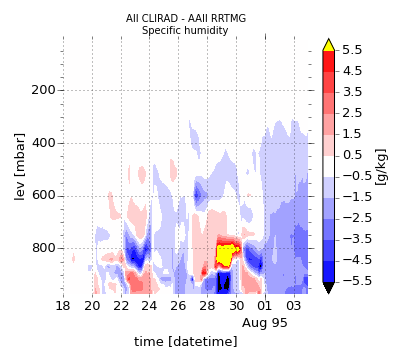 All CLIRAD - AAll RRTMG
Specific humidity
200
400
600
800
lev [mbar]
18 20 22 24 26 28 30 01 03
Aug 95
time [datetime]
5.5
4.5
3.5
2.5
1.5
0.5
−0.5
−1.5
−2.5
−3.5
−4.5
−5.5
[g/kg]